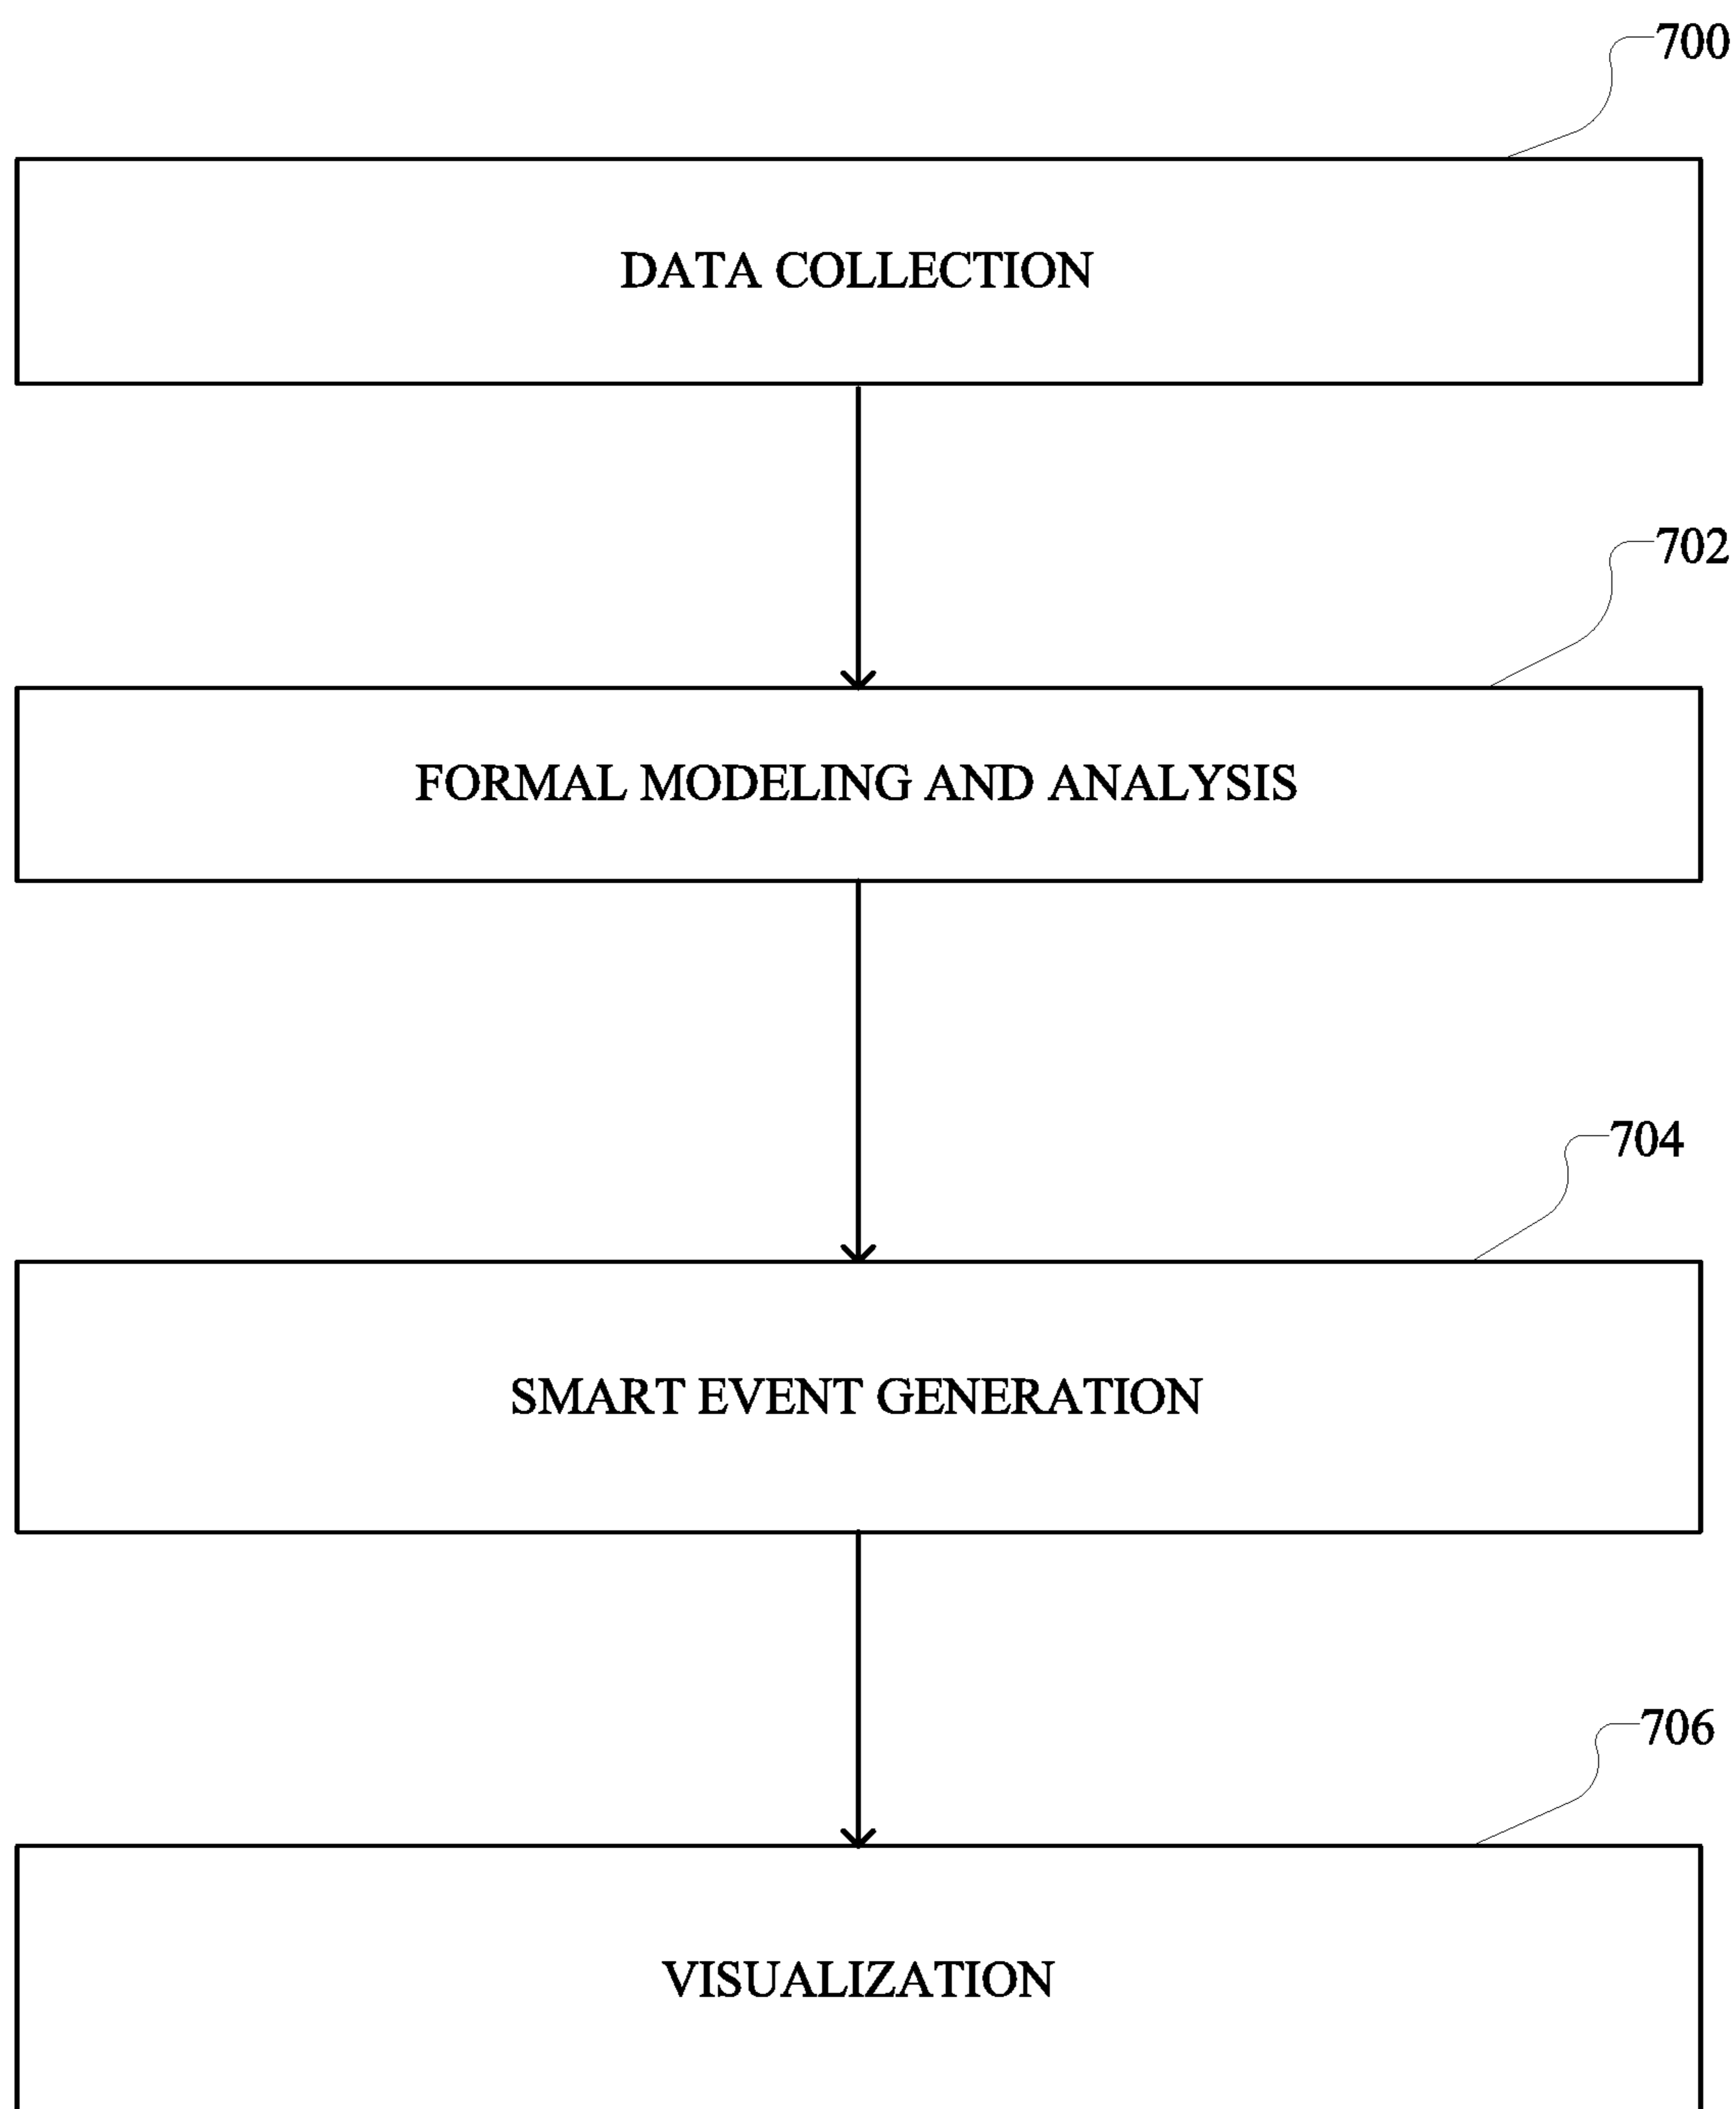 700
DATA COLLECTION
702
FORMAL MODELING AND ANALYSIS
704
SMART EVENT GENERATION
706
VISUALIZATION